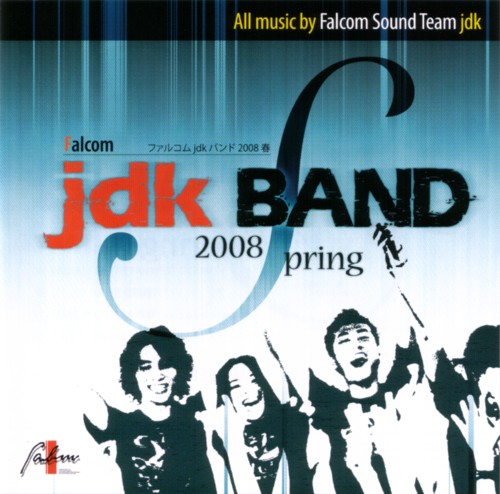 All music by Falcom Sound Team jdk
Falcom
ファルコム jdk バンド 2008 春
jdk BAND
2008 Spring
falcom